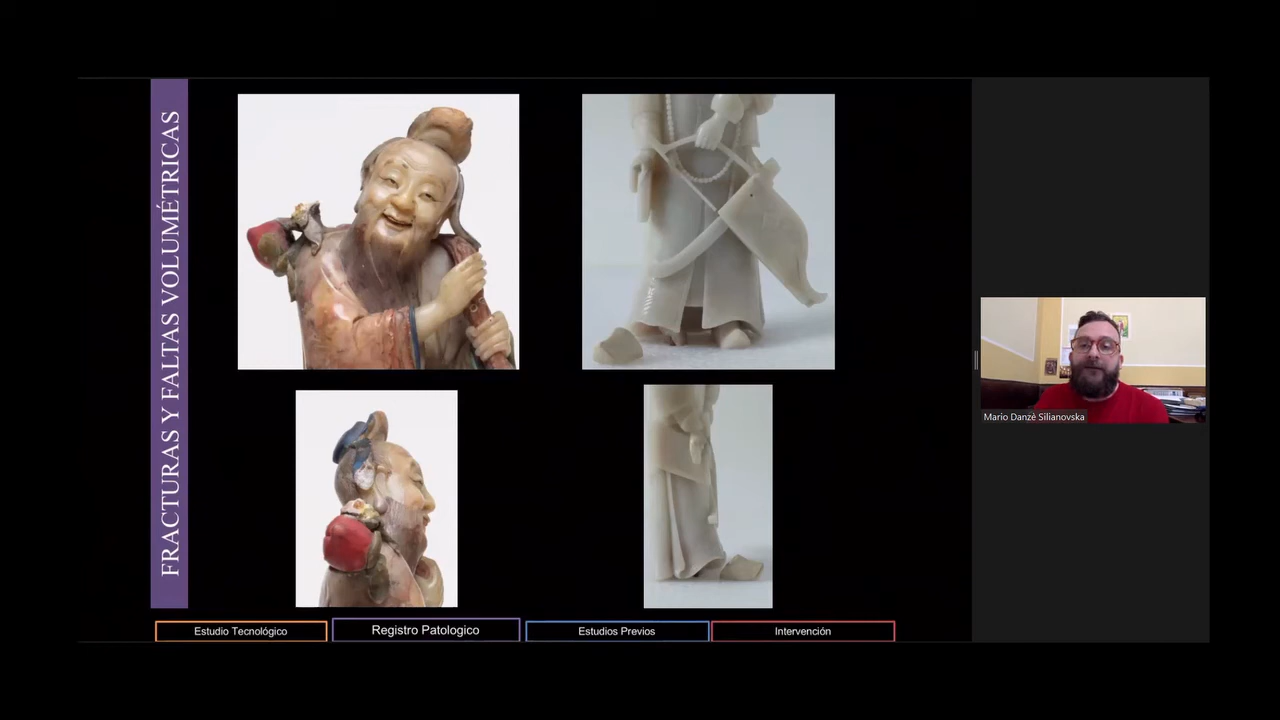 FRACTURAS Y FALTAS VOLUMÉTRICAS
Estudio Tecnológico
Registro Patologico
Estudios Previos
Intervención
Mario Danzè Silianovska